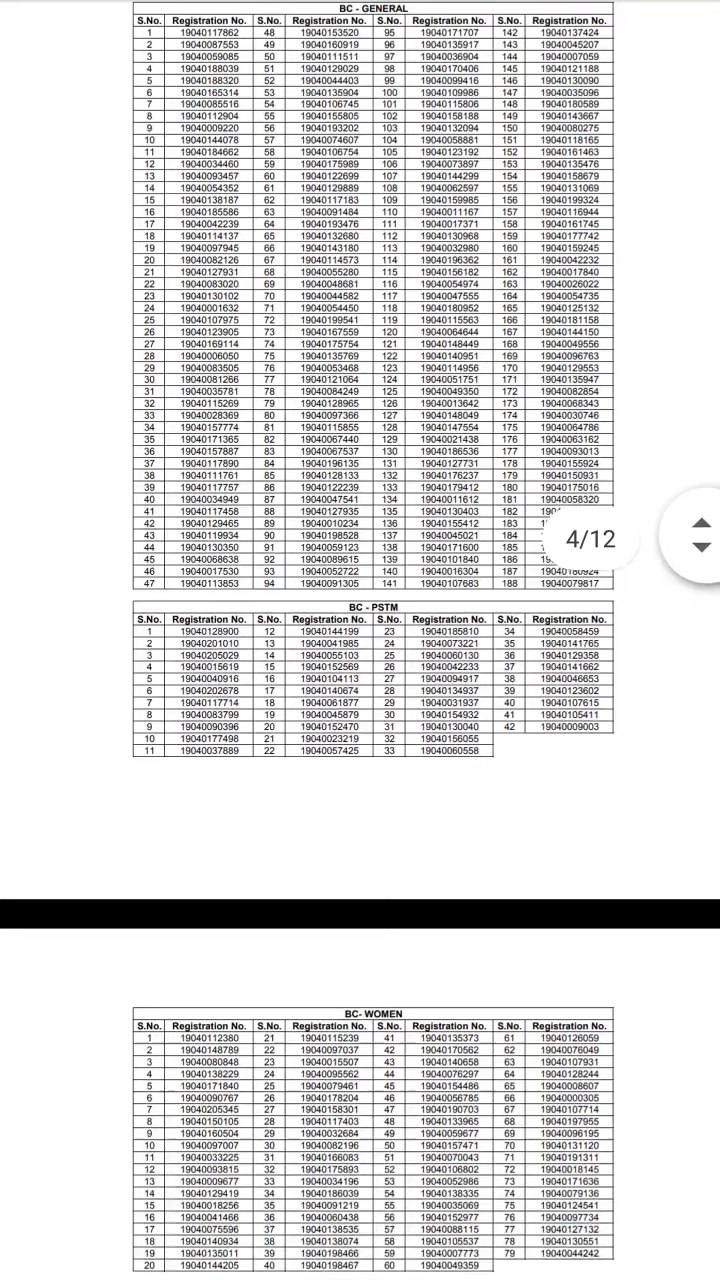 BC - GENERAL
S.No. Registration No. S.No. Registration No. S.No. Registration No. S.No. Registration No.
1 19040117862 48 19040153520 95 19040171707 142 19040137424
2 19040087553 49 19040160919 96 19040135917 143 19040045207
3 19040059085 50 19040111511 97 19040036904 144 19040007059
4 19040188039 51 19040129029 98 19040170406 145 19040121188
5 19040188320 52 19040044403 99 19040099416 146 19040130090
6 19040165314 53 19040135904 100 19040109986 147 19040035096
7 19040085516 54 19040106745 101 19040115806 148 19040180589
8 19040112904 55 19040155805 102 19040158188 149 19040143667
9 19040009220 56 19040193202 103 19040132094 150 19040080275
10 19040144078 57 19040074607 104 19040058881 151 19040118165
11 19040184662 58 19040106754 105 19040123192 152 19040161463
12 19040034460 59 19040175989 106 19040073897 153 19040135476
13 19040093457 60 19040122699 107 19040144299 154 19040158679
14 19040054352 61 19040129889 108 19040062597 155 19040131069
15 19040138187 62 19040117183 109 19040159985 156 19040199324
16 19040185586 63 19040091484 110 19040011167 157 19040116944
17 19040042239 64 19040193476 111 19040017371 158 19040161745
18 19040114137 65 19040132680 112 19040130968 159 19040177742
19 19040097945 66 19040143180 113 19040032980 160 19040159245
20 19040082126 67 19040114573 114 19040196362 161 19040042232
21 19040127931 68 19040055280 115 19040156182 162 19040017840
22 19040083020 69 19040048681 116 19040054974 163 19040026022
23 19040130102 70 19040044582 117 19040047555 164 19040054735
24 19040001632 71 19040054450 118 19040180952 165 19040125132
25 19040107975 72 19040199541 119 19040115563 166 19040181158
26 19040123905 73 19040167559 120 19040064644 167 19040144150
27 19040169114 74 19040175754 121 19040148449 168 19040049556
28 19040006050 75 19040135769 122 19040140951 169 19040096763
29 19040083505 76 19040053468 123 19040114956 170 19040129553
30 19040081266 77 19040121064 124 19040051751 171 19040135947
31 19040035781 78 19040084249 125 19040049350 172 19040082854
32 19040115269 79 19040128965 126 19040013642 173 19040068343
33 19040028369 80 19040097366 127 19040148049 174 19040030746
34 19040157774 81 19040115855 128 19040147554 175 19040064786
35 19040171365 82 19040067440 129 19040021438 176 19040063162
36 19040157887 83 19040067537 130 19040186536 177 19040093013
37 19040117890 84 19040196135 131 19040127731 178 19040155924
38 19040111761 85 19040128133 132 19040176237 179 19040150931
39 19040117757 86 19040122239 133 19040179412 180 19040175016
40 19040034949 87 19040047541 134 19040011612 181 19040058320
41 19040117458 88 19040127935 135 19040130403 182
42 19040129465 89 19040010234 136 19040155412 183
43 19040119934 90 19040198528 137 19040045021 184
44 19040130350 91 19040059123 138 19040171600 185
45 19040068638 92 19040089615 139 19040101840 186
46 19040017530 93 19040052722 140 19040016304 187 19040180924
47 19040113853 94 19040091305 141 19040107683 188 19040079817
4/12
BC - PSTM
S.No. Registration No. S.No. Registration No. S.No. Registration No. S.No. Registration No.
1 19040128900 12 19040144199 23 19040185810 34 19040058459
2 19040201010 13 19040041985 24 19040073221 35 19040141765
3 19040205029 14 19040055103 25 19040060130 36 19040129358
4 19040015619 15 19040152569 26 19040042233 37 19040141662
5 19040040916 16 19040104113 27 19040094917 38 19040046653
6 19040202678 17 19040140674 28 19040134937 39 19040123602
7 19040117714 18 19040061877 29 19040031937 40 19040107615
8 19040083799 19 19040045879 30 19040154932 41 19040105411
9 19040090396 20 19040152470 31 19040130040 42 19040009003
10 19040177498 21 19040023219 32 19040156055
11 19040037889 22 19040057425 33 19040060558
BC- WOMEN
S.No. Registration No. S.No. Registration No. S.No. Registration No. S.No. Registration No.
1 19040112380 21 19040115239 41 19040135373 61 19040126059
2 19040148789 22 19040097037 42 19040170562 62 19040076049
3 19040080848 23 19040015507 43 19040140658 63 19040107931
4 19040138229 24 19040095562 44 19040076297 64 19040128244
5 19040171840 25 19040079461 45 19040154486 65 19040008607
6 19040090767 26 19040178204 46 19040056785 66 19040000305
7 19040205345 27 19040158301 47 19040190703 67 19040107714
8 19040150105 28 19040117403 48 19040133965 68 19040197955
9 19040160504 29 19040032684 49 19040059677 69 19040096195
10 19040097007 30 19040082196 50 19040157471 70 19040131120
11 19040033225 31 19040166083 51 19040070043 71 19040191311
12 19040093815 32 19040175893 52 19040106802 72 19040018145
13 19040009677 33 19040034196 53 19040052986 73 19040171636
14 19040129419 34 19040186039 54 19040138335 74 19040079136
15 19040018256 35 19040091219 55 19040035069 75 19040124541
16 19040041466 36 19040060438 56 19040152977 76 19040097734
17 19040075596 37 19040138535 57 19040088115 77 19040127132
18 19040140934 38 19040138074 58 19040105537 78 19040130551
19 19040135011 39 19040198466 59 19040007773 79 19040044242
20 19040144205 40 19040198467 60 19040049359